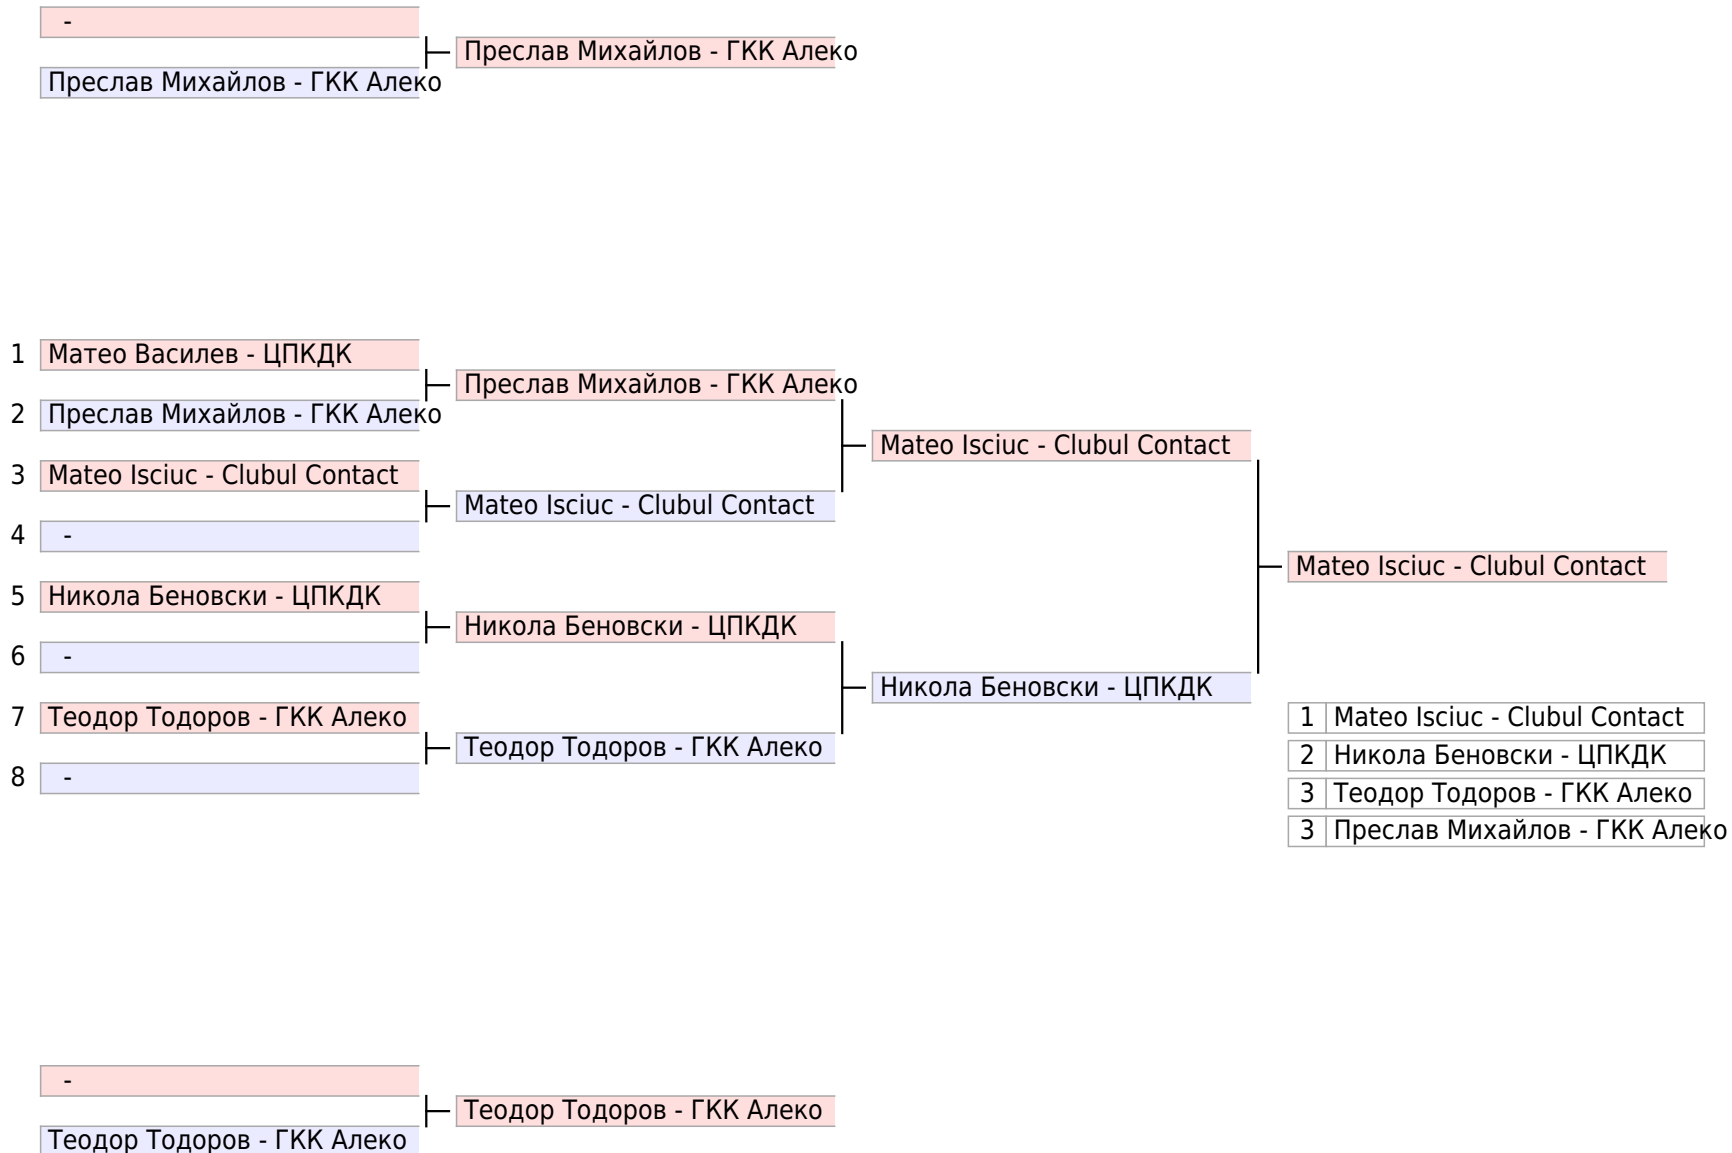 -
Преслав Михайлов - ГКК Алеко
Преслав Михайлов - ГКК Алеко
1 Матео Василев - ЦПКДК
Преслав Михайлов - ГКК Алеко
2 Преслав Михайлов - ГКК Алеко
Mateo Isciuc - Clubul Contact
3 Mateo Isciuc - Clubul Contact
Mateo Isciuc - Clubul Contact
4 -
Mateo Isciuc - Clubul Contact
5 Никола Беновски - ЦПКДК
Никола Беновски - ЦПКДК
6 -
Никола Беновски - ЦПКДК
7 Теодор Тодоров - ГКК Алеко
1 Mateo Isciuc - Clubul Contact
Теодор Тодоров - ГКК Алеко
2 Никола Беновски - ЦПКДК
8 -
3 Теодор Тодоров - ГКК Алеко
3 Преслав Михайлов - ГКК Алеко
-
Теодор Тодоров - ГКК Алеко
Теодор Тодоров - ГКК Алеко